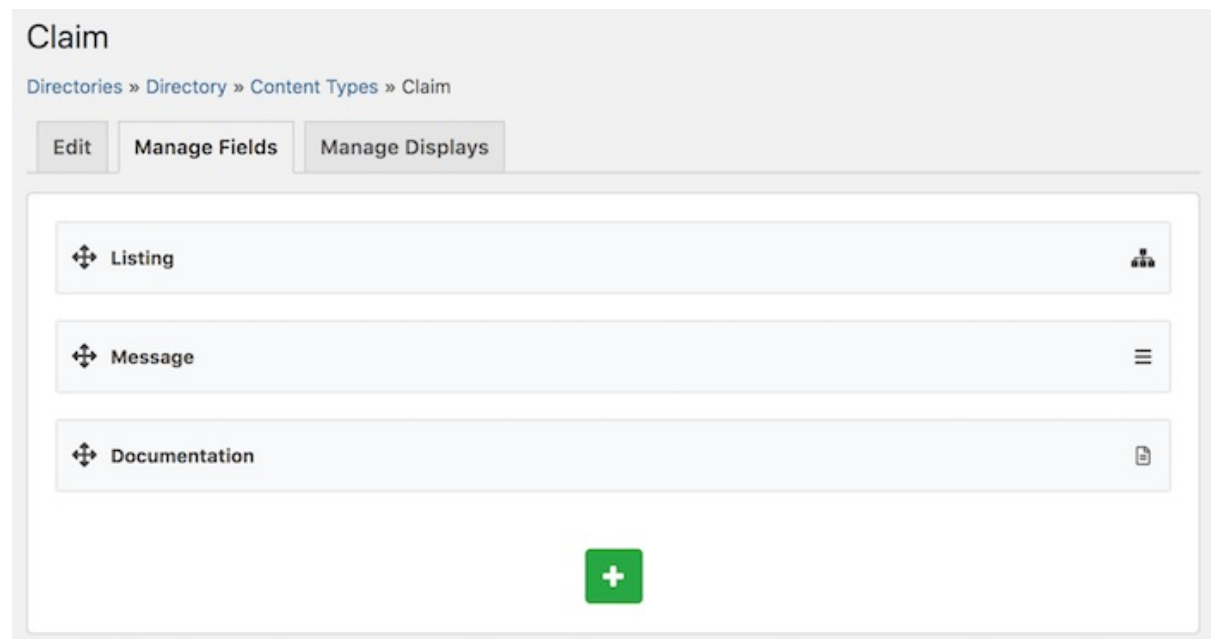 Claim
Directories » Directory » Content Types » Claim
Edit Manage Fields Manage Displays
Listing
Message
Documentation